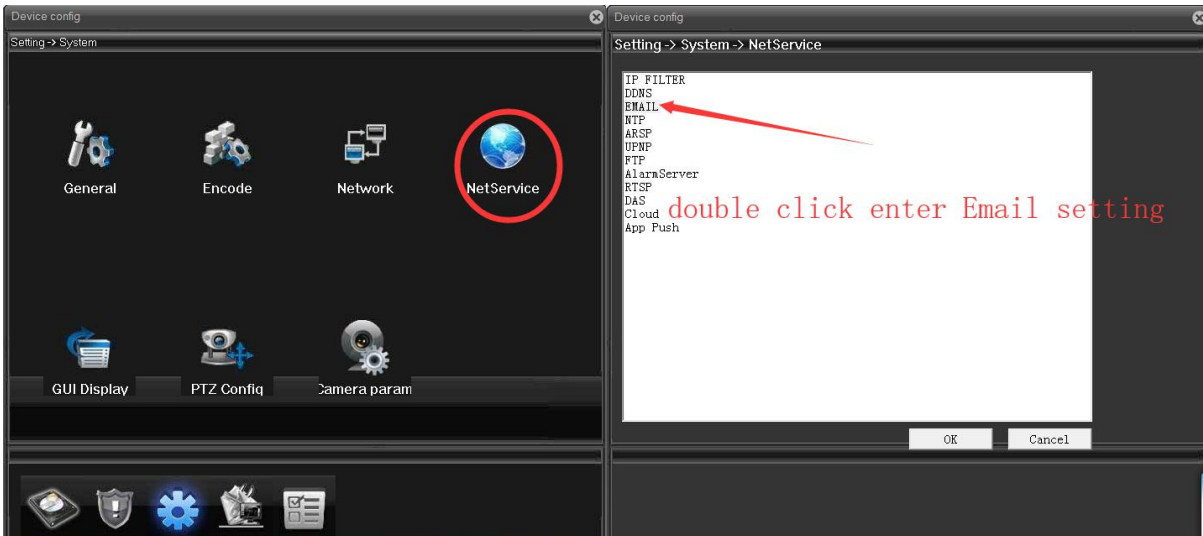 Device config
Setting -> System
General
Encode
Network
NetService
GUI Display
PTZ Config
Camera param
Device config
Setting -> System -> NetService
IP FILTER
DDNS
EMAIL
NTP
ARSP
UPNP
FTP
AlarmServer
RTSP
DAS
Cloud
App Push
double click enter Email setting
OK
Cancel